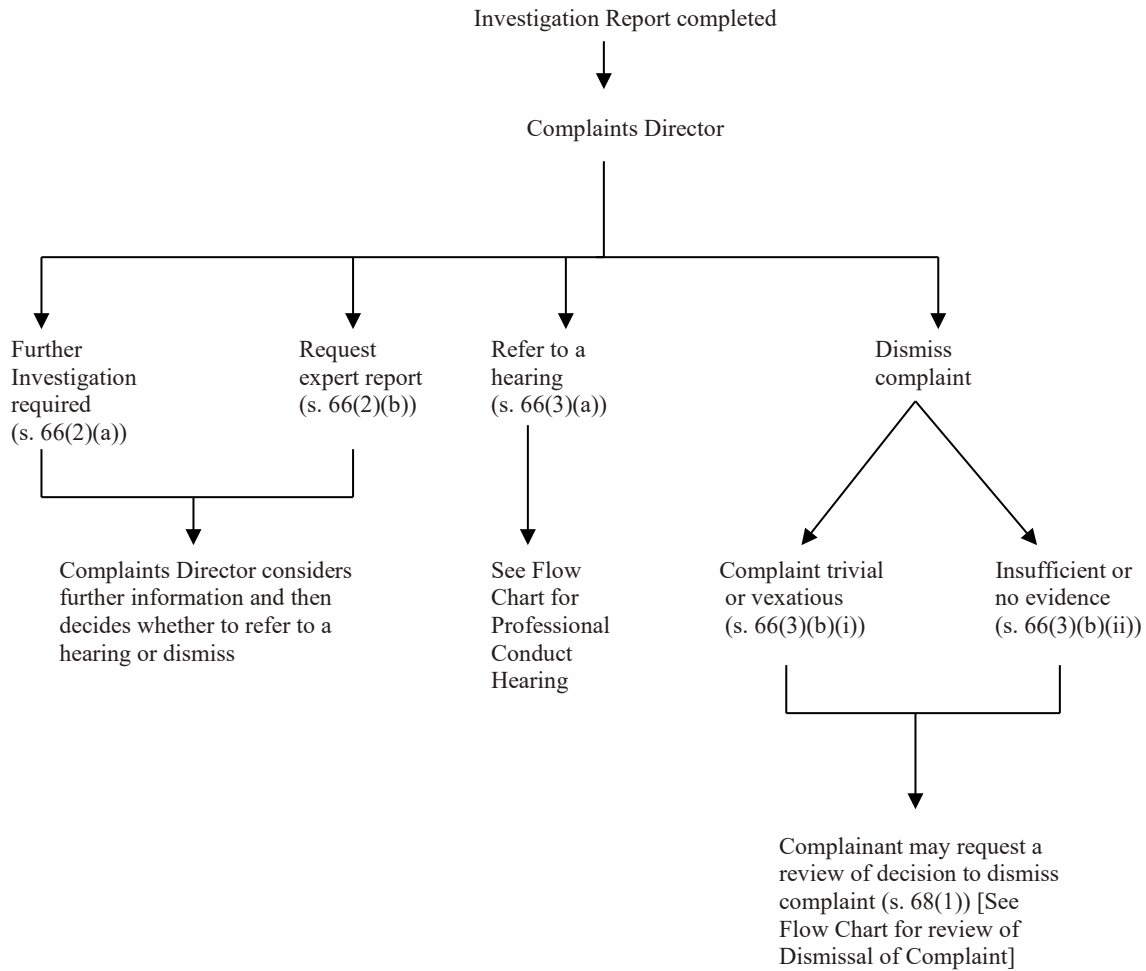 Investigation Report completed
Complaints Director
Further
Investigation
required
(s. 66(2)(a))
Request
expert report
(s. 66(2)(b))
Refer to a
hearing
(s. 66(3)(a))
Dismiss
complaint
Complaints Director considers
further information and then
decides whether to refer to a
hearing or dismiss
See Flow
Chart for
Professional
Conduct
Hearing
Complaint trivial
or vexatious
(s. 66(3)(b)(i))
Insufficient or
no evidence
(s. 66(3)(b)(ii))
Complainant may request a
review of decision to dismiss
complaint (s. 68(1)) [See
Flow Chart for review of
Dismissal of Complaint]